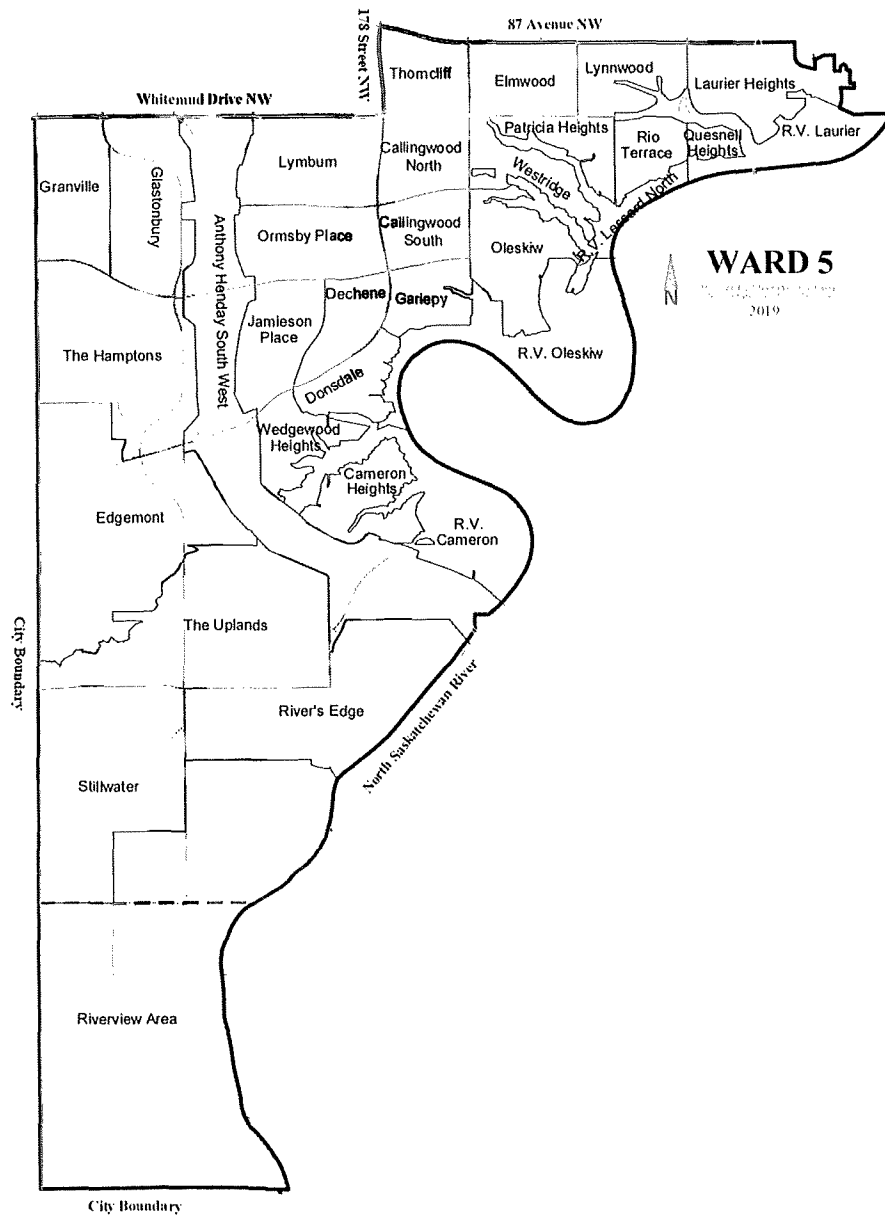 87 Avenue NW
178 Street NW
Thorncliff
Elmwood
Lynnwood
Laurier Heights
Whitemud Drive NW
Patricia Heights
Rio
Terrace
Quesnell
Heights
R.V. Laurier
Granville
Glastonbury
Lymburn
Callingwood
North
Westridge
R.V. Lessard North
Anthony Henday South West
Ormsby Place
Callingwood
South
Oleskiw
WARD 5
N
2019
Dechene
Gariepy
Jamieson
Place
The Hamptons
R.V. Oleskiw
Donsdale
Wedgewood
Heights
Cameron
Heights
Edgemont
R.V.
Cameron
City Boundary
The Uplands
River's Edge
North Saskatchewan River
Stillwater
Riverview Area
City Boundary